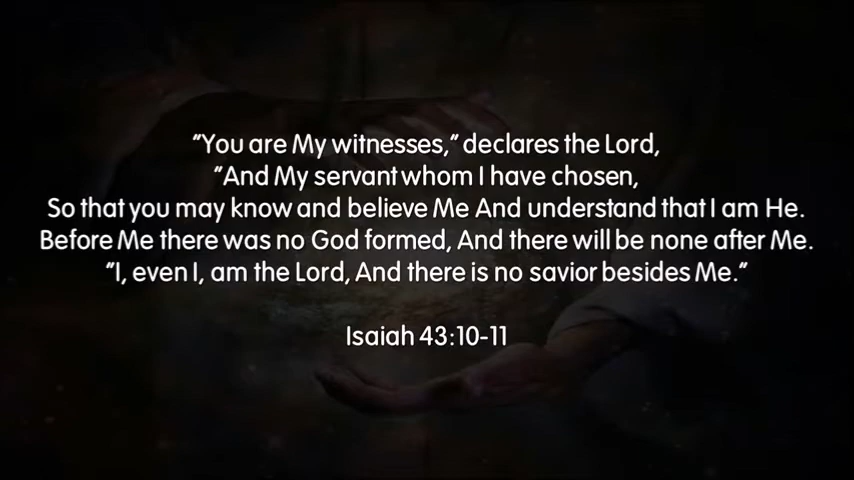 "You are My witnesses," declares the Lord,
"And My servant whom I have chosen,
So that you may know and believe Me And understand that I am He.
Before Me there was no God formed, And there will be none after Me.
"I, even I, am the Lord, And there is no savior besides Me."
Isaiah 43:10-11